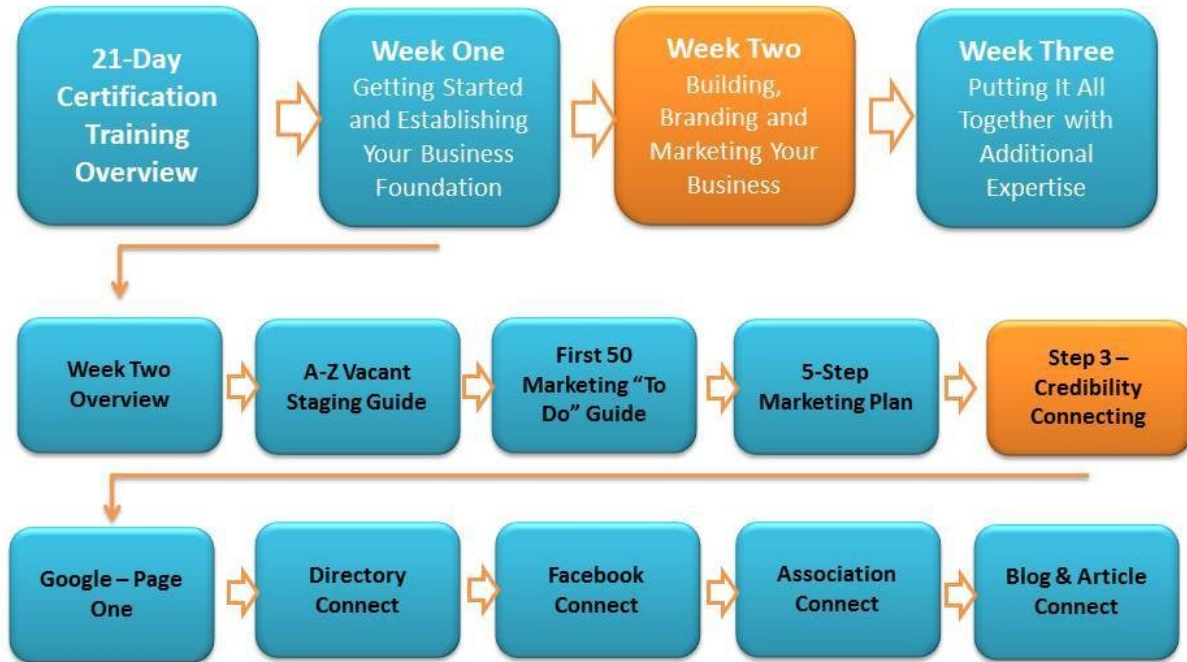 21-Day
Certification
Training
Overview
Week One
Getting Started
and Establishing
Your Business
Foundation
Week Two
Building,
Branding and
Marketing Your
Business
Week Three
Putting It All
Together with
Additional
Expertise
Week Two
Overview
A-Z Vacant
Staging Guide
First 50
Marketing “To
Do” Guide
5-Step
Marketing Plan
Step 3 –
Credibility
Connecting
Google – Page
One
Directory
Connect
Facebook
Connect
Association
Connect
Blog & Article
Connect